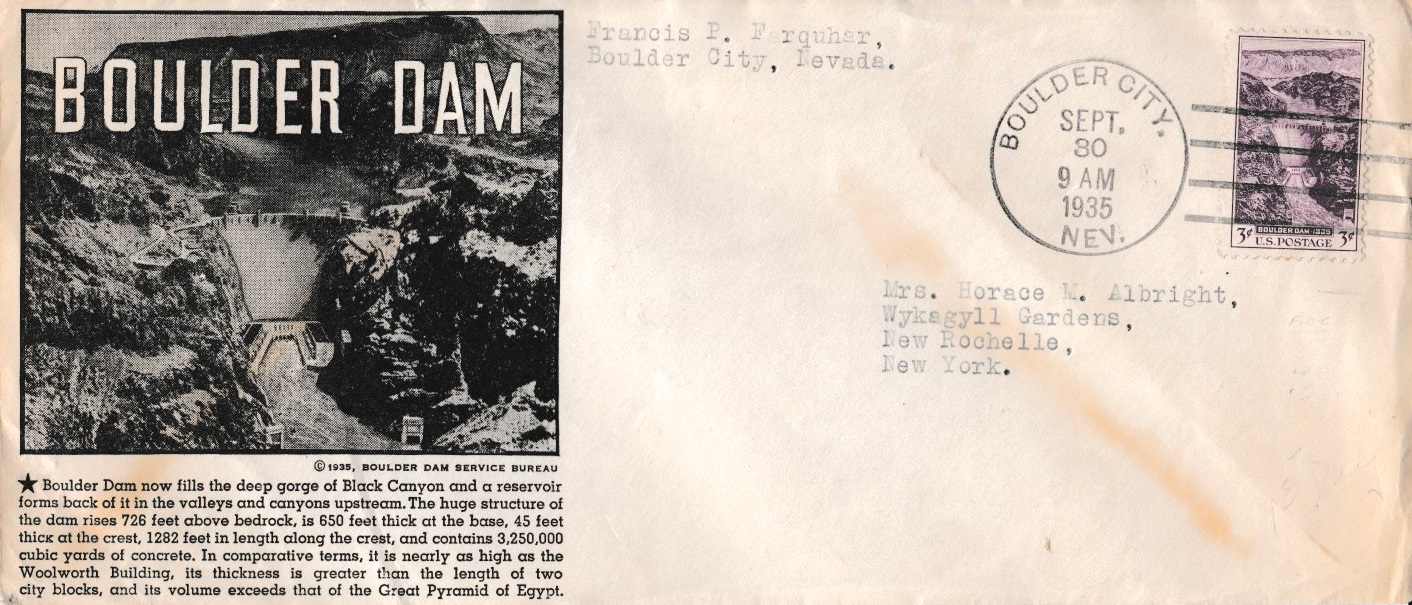 BOULDER DAM
©1935, BOULDER DAM SERVICE BUREAU
★ Boulder Dam now fills the deep gorge of Black Canyon and a reservoir
forms back of it in the valleys and canyons upstream. The huge structure of
the dam rises 726 feet above bedrock, is 650 feet thick at the base, 45 feet
thick at the crest, 1282 feet in length along the crest, and contains 3,250,000
cubic yards of concrete. In comparative terms, it is nearly as high as the
Woolworth Building, its thickness is greater than the length of two
city blocks, and its volume exceeds that of the Great Pyramid of Egypt.
Francis P. Farquhar,
Boulder City, Nevada.
BOULDER CITY.
SEPT.
30
9 AM
1935
NEV.
BOULDER DAM·1935
3¢ U.S. POSTAGE 3¢
Mrs. Horace M. Albright,
Wykagyll Gardens,
New Rochelle,
New York.